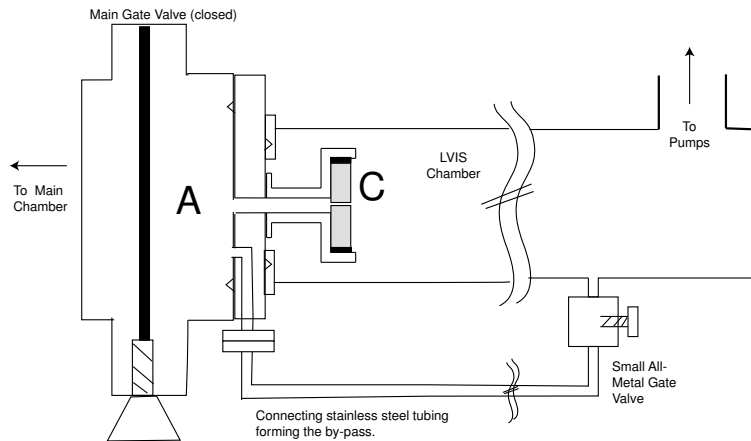 Main Gate Valve (closed)
To Main
Chamber
A
C
LVIS
Chamber
To
Pumps
Small All-
Metal Gate
Valve
Connecting stainless steel tubing
forming the by-pass.